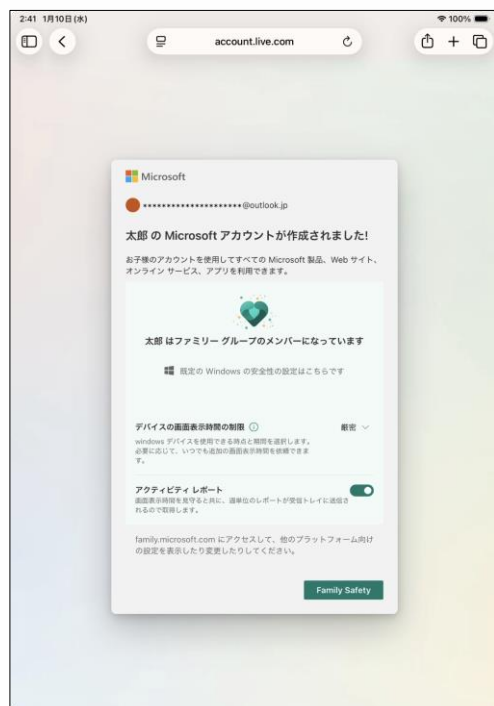 2:41 1月10日(水)
100%
account.live.com
Microsoft
**********************@outlook.jp
太郎 の Microsoft アカウントが作成されました!
お子様のアカウントを使用してすべての Microsoft 製品、Web サイト、
オンライン サービス、アプリを利用できます。
太郎 はファミリー グループのメンバーになっています
既定の Windows の安全性の設定はこちらです
デバイスの画面表示時間の制限
厳密
windows デバイスを使用できる時点と期間を選択します。
必要に応じて、いつでも追加の画面表示時間を依頼できま
す。
アクティビティ レポート
画面表示時間を見守ると共に、週単位のレポートが受信トレイに送信さ
れるので取得します。
family.microsoft.com にアクセスして、他のプラットフォーム向け
の設定を表示したり変更したりしてください。
Family Safety